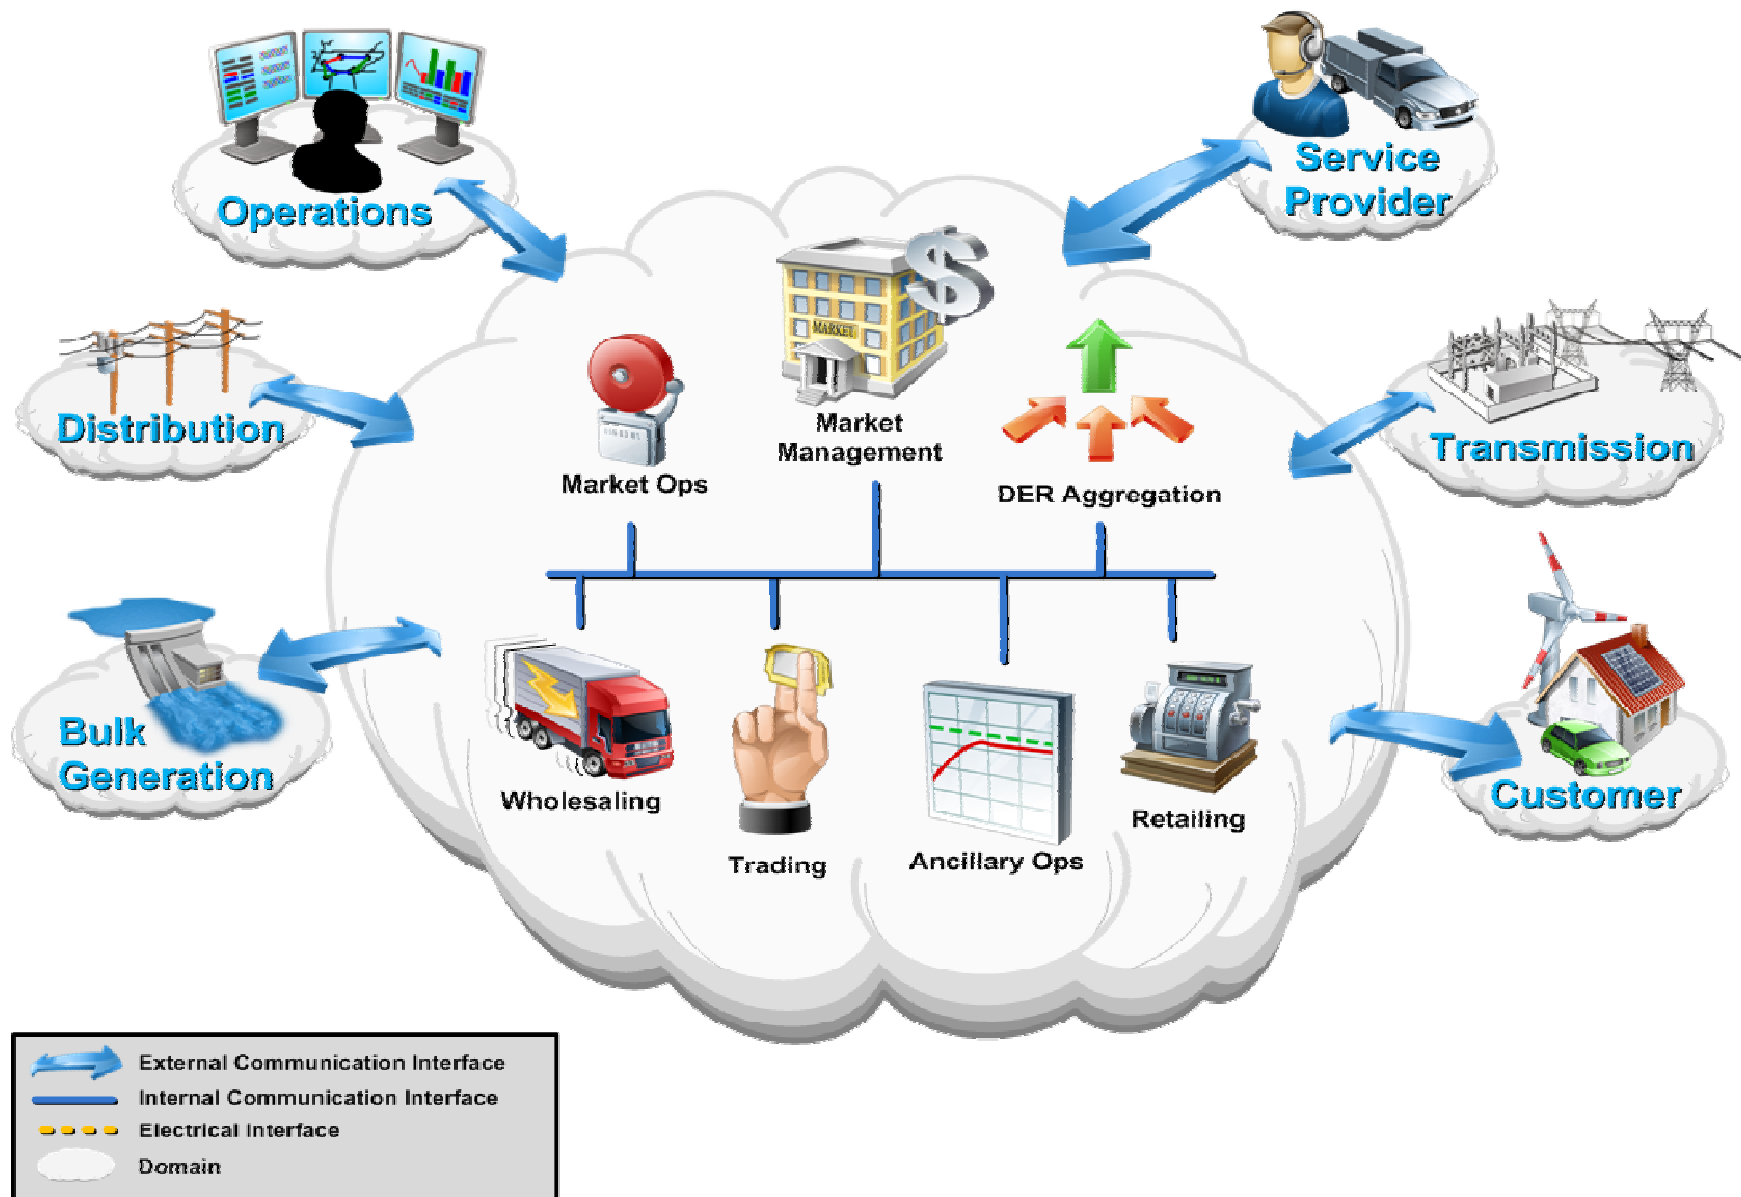 Operations
Service
Provider
MARKET
Distribution
Market
Management
Transmission
Market Ops
DER Aggregation
Bulk
Generation
Wholesaling
Trading
Ancillary Ops
Retailing
Customer
External Communication Interface
Internal Communication Interface
Electrical Interface
Domain